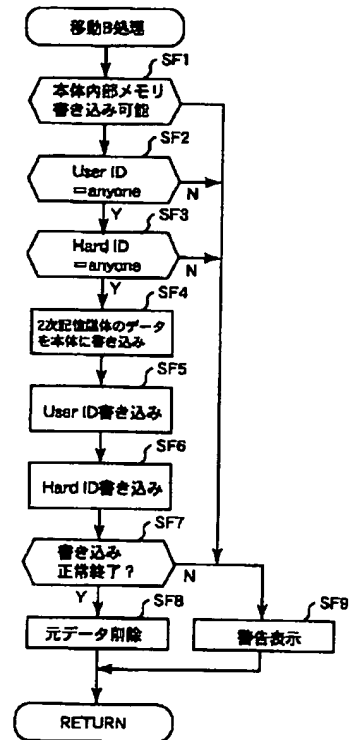 移動B処理
SF1
本体内部メモリ
書き込み可能
SF2
User ID
=anyone
N
Y
SF3
Hard ID
=anyone
N
Y
SF4
2次記憶媒体のデータ
を本体に書き込み
SF5
User ID書き込み
SF6
Hard ID書き込み
SF7
書き込み
正常終了?
N
Y
SF8
元データ削除
SF9
警告表示
RETURN